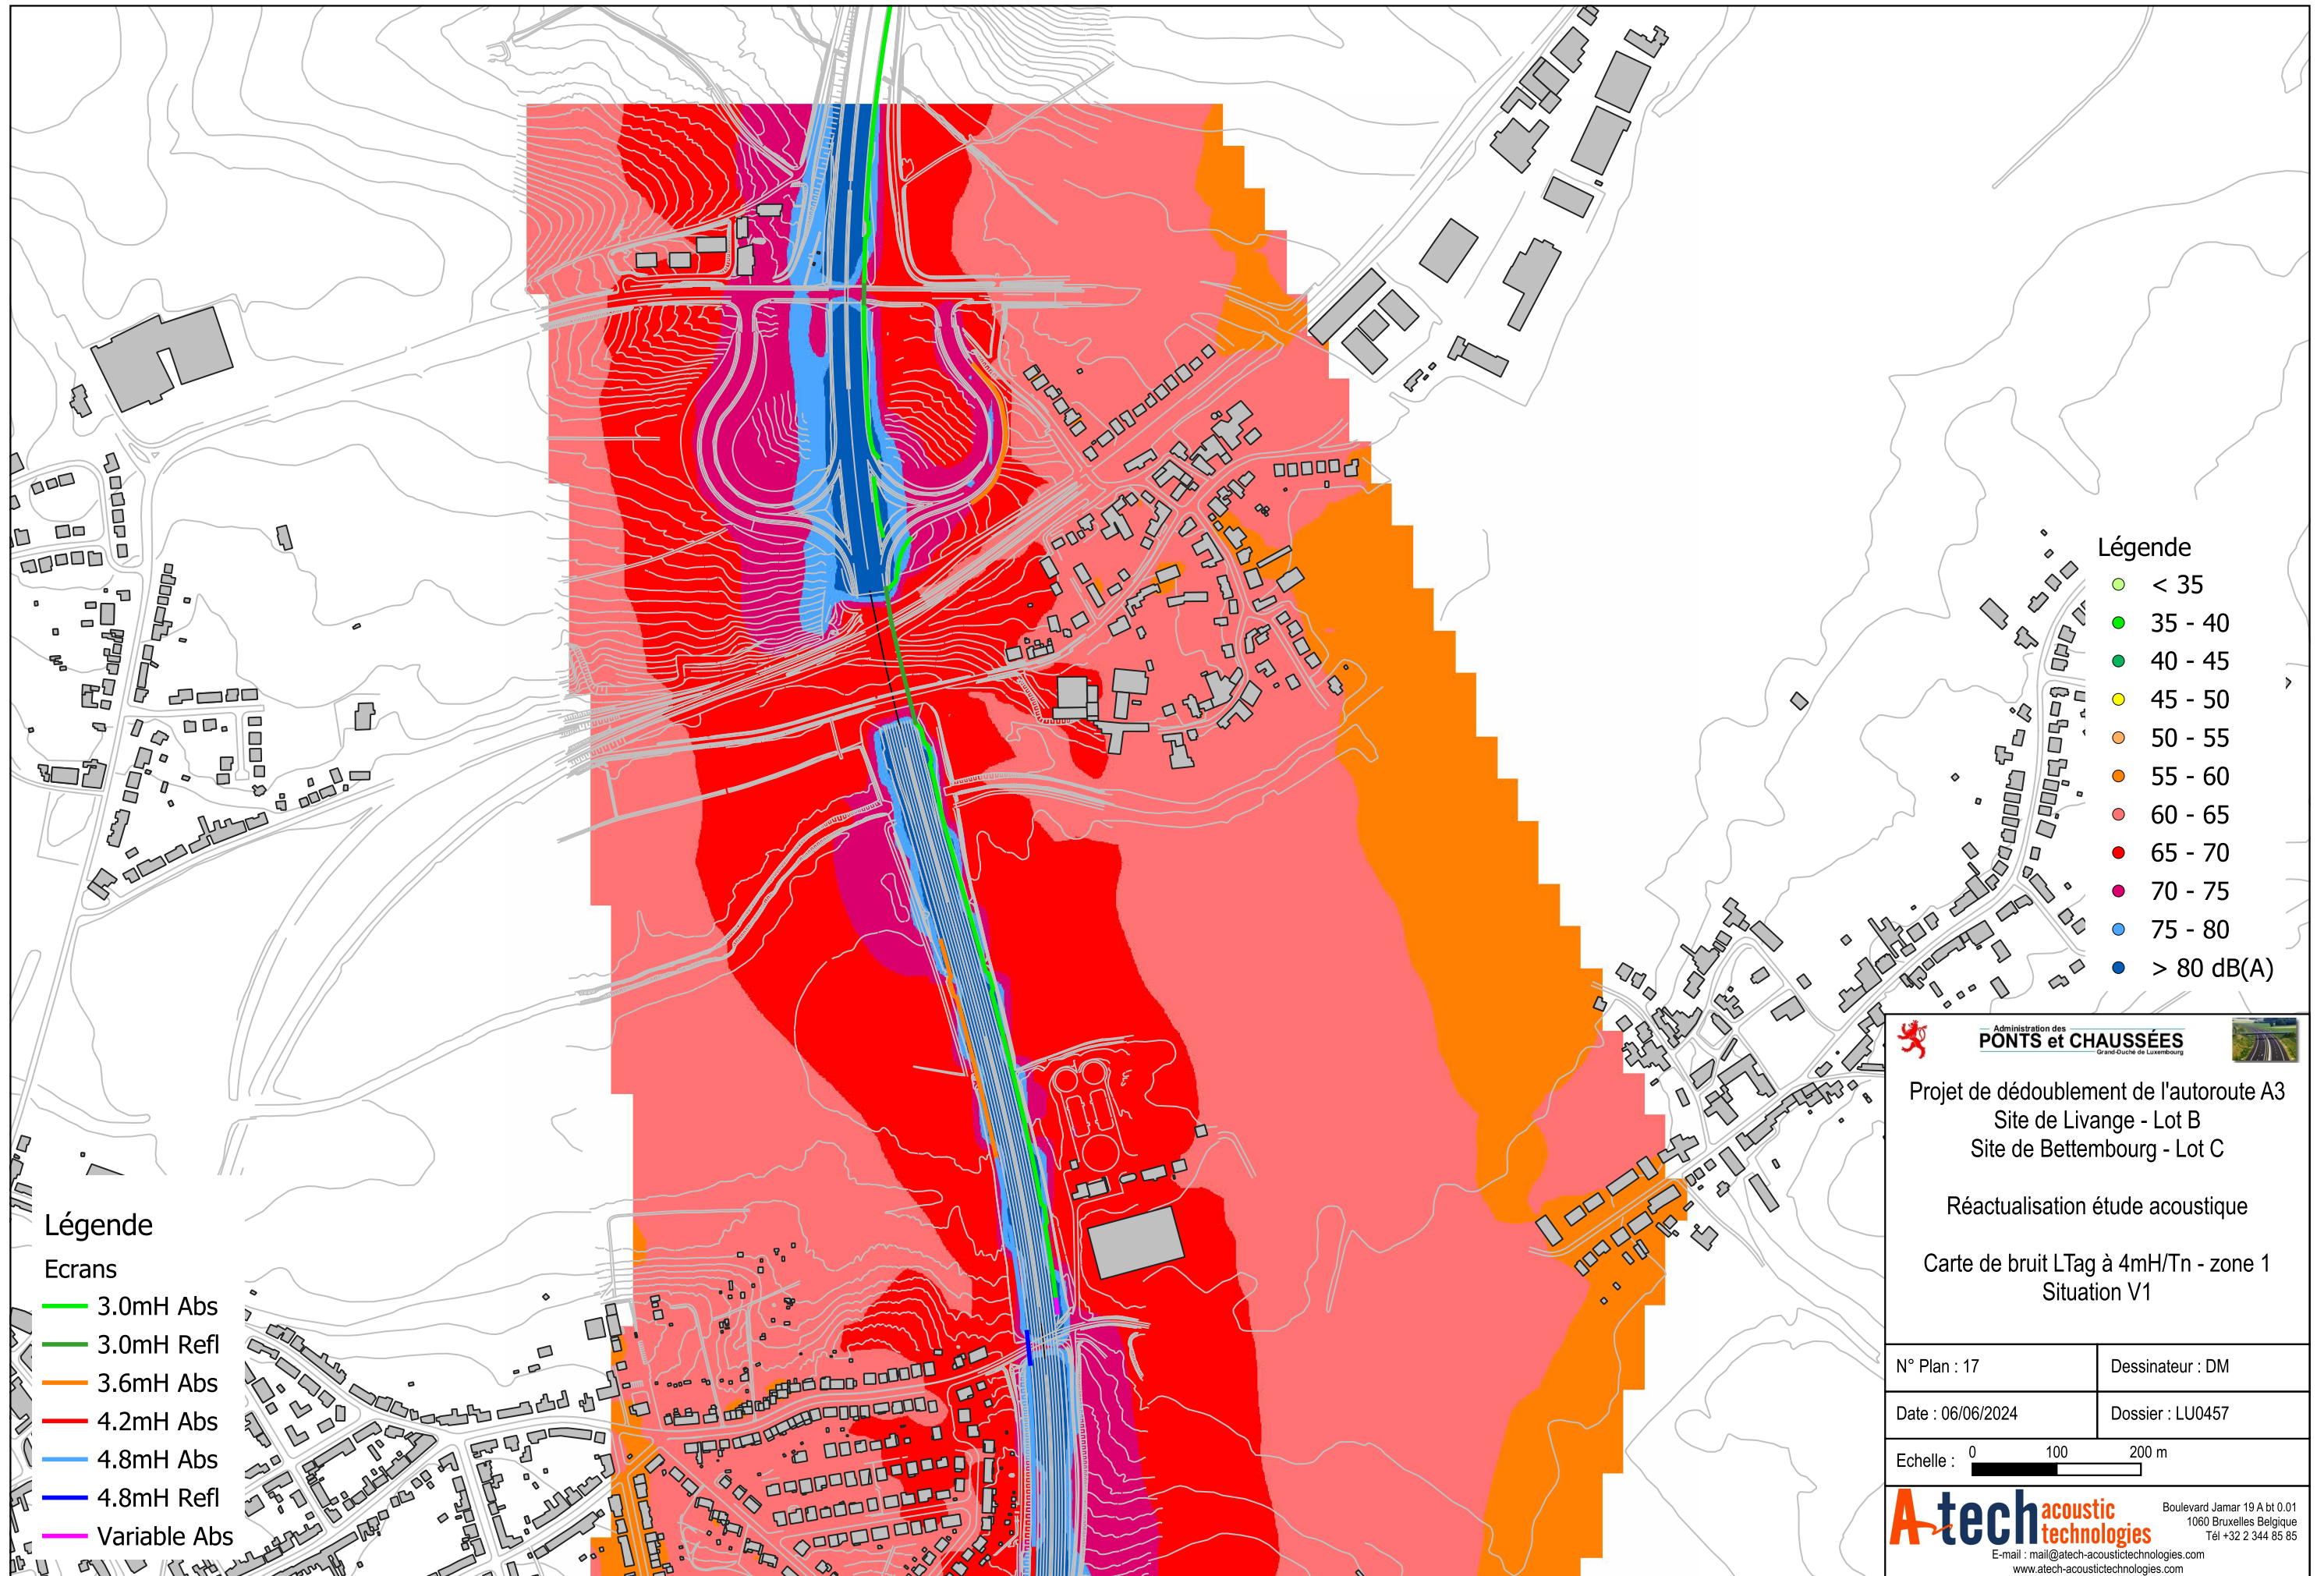 Légende
< 35
35 - 40
40 - 45
45 - 50
50 - 55
55 - 60
60 - 65
65 - 70
70 - 75
75 - 80
> 80 dB(A)
Légende
Ecrans
3.0mH Abs
3.0mH Refl
3.6mH Abs
4.2mH Abs
4.8mH Abs
4.8mH Refl
Variable Abs
Administration des
PONTS et CHAUSSÉES
Grand-Duché de Luxembourg
Projet de dédoublement de l'autoroute A3
Site de Livange - Lot B
Site de Bettembourg - Lot C
Réactualisation étude acoustique
Carte de bruit LTag à 4mH/Tn - zone 1
Situation V1
N° Plan : 17
Dessinateur : DM
Date : 06/06/2024
Dossier : LU0457
Echelle :
0 100 200 m
A-tech acoustic technologies
Boulevard Jamar 19 A bt 0.01
1060 Bruxelles Belgique
Tél +32 2 344 85 85
E-mail : mail@atech-acoustictechnologies.com
www.atech-acoustictechnologies.com